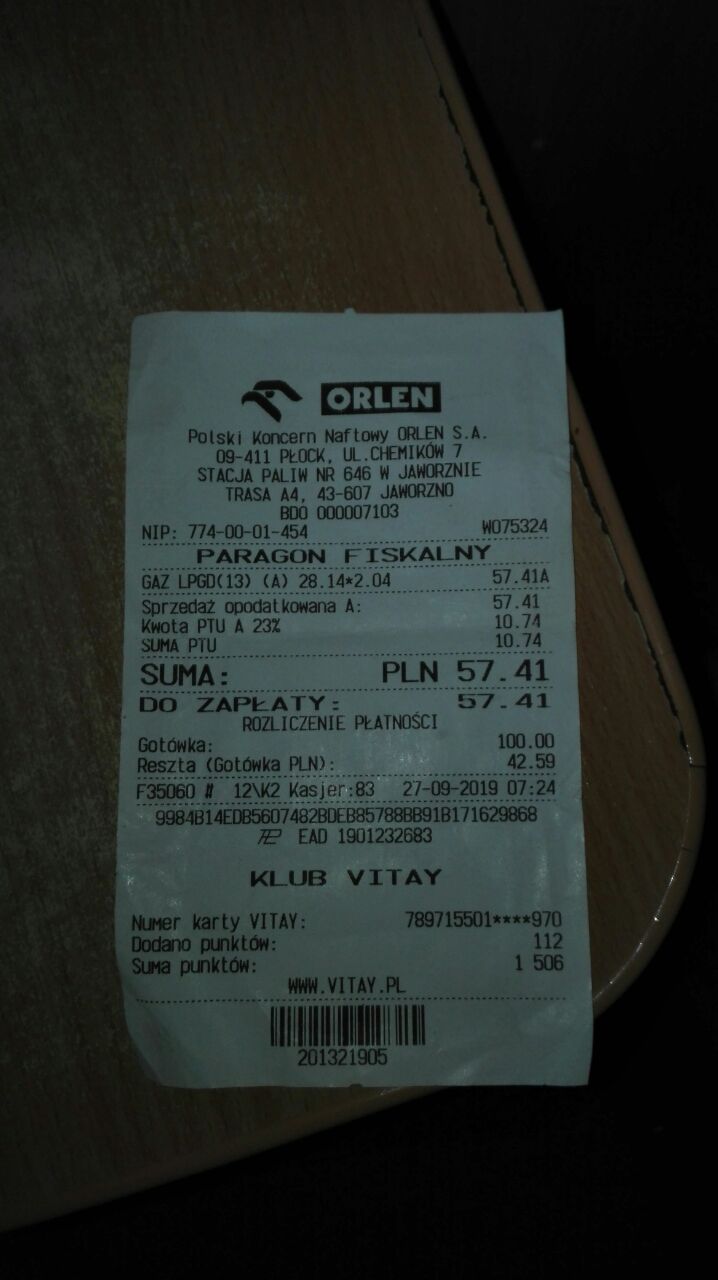 ORLEN
Polski Koncern Naftowy ORLEN S.A.
09-411 PŁOCK, UL.CHEMIKÓW 7
STACJA PALIW NR 646 W JAWORZNIE
TRASA A4, 43-607 JAWORZNO
BDO 000007103
NIP: 774-00-01-454 W075324
PARAGON FISKALNY
GAZ LPGD(13) (A) 28.14*2.04 57.41A
Sprzedaż opodatkowana A: 57.41
Kwota PTU A 23% 10.74
SUMA PTU 10.74
SUMA: PLN 57.41
DO ZAPŁATY: 57.41
ROZLICZENIE PŁATNOŚCI
Gotówka: 100.00
Reszta (Gotówka PLN): 42.59
F35060 # 12\K2 Kasjer:83 27-09-2019 07:24
9984B14EDB5607482BDEB85788BB91B171629868
EAD 1901232683
KLUB VITAY
Numer karty VITAY: 789715501****970
Dodano punktów: 112
Suma punktów: 1 506
WWW.VITAY.PL
201321905